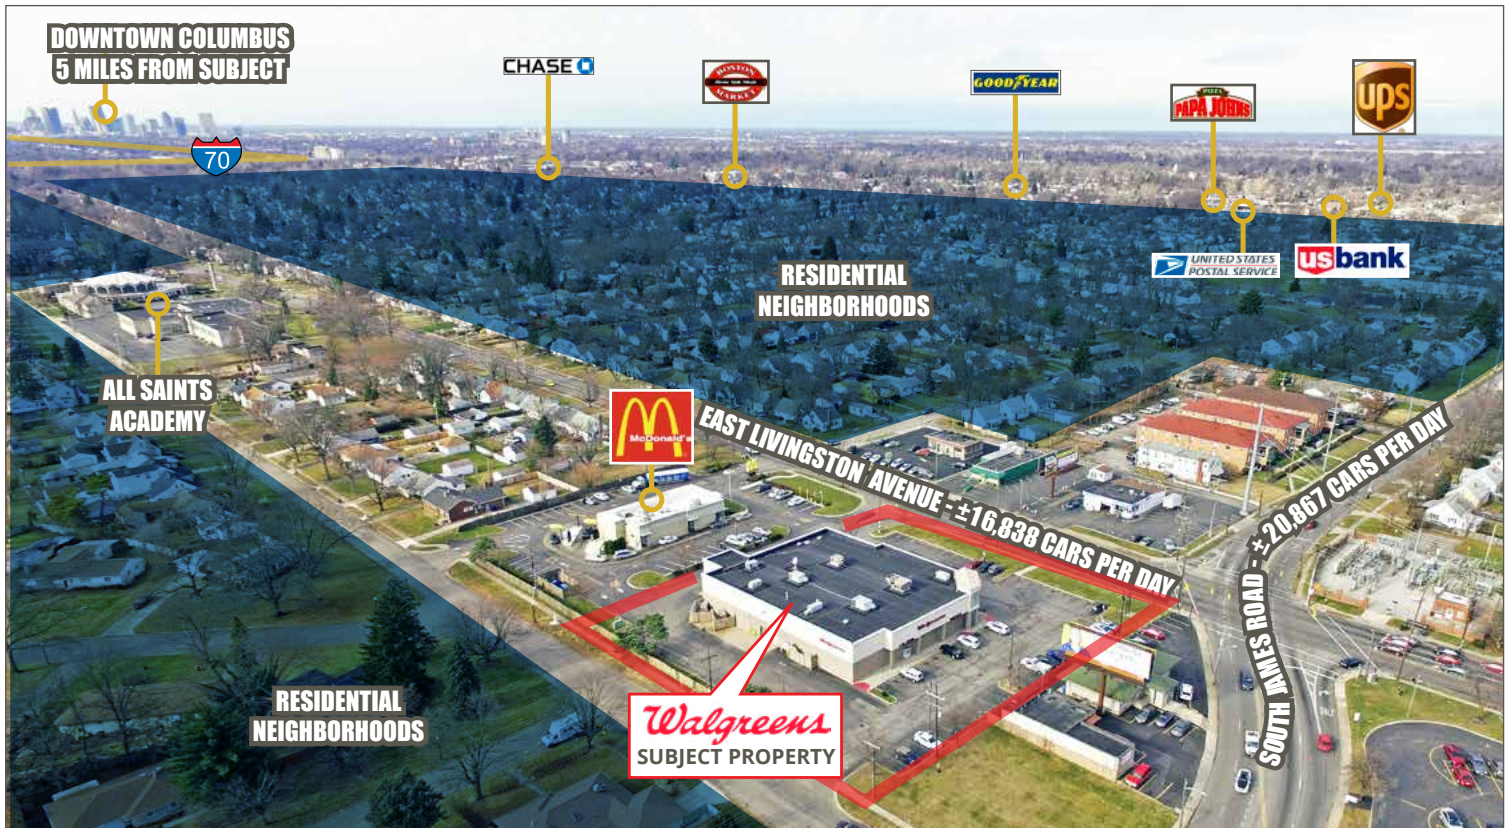 DOWNTOWN COLUMBUS
5 MILES FROM SUBJECT
CHASE
BOSTON
MARKET
GOODYEAR
PIZZA
PAPA JOHNS
ups
70
UNITED STATES
POSTAL SERVICE
usbank
RESIDENTIAL
NEIGHBORHOODS
ALL SAINTS
ACADEMY
McDonald's
EAST LIVINGSTON AVENUE - ±16,838 CARS PER DAY
SOUTH JAMES ROAD - ± 20,867 CARS PER DAY
RESIDENTIAL
NEIGHBORHOODS
Walgreens
SUBJECT PROPERTY